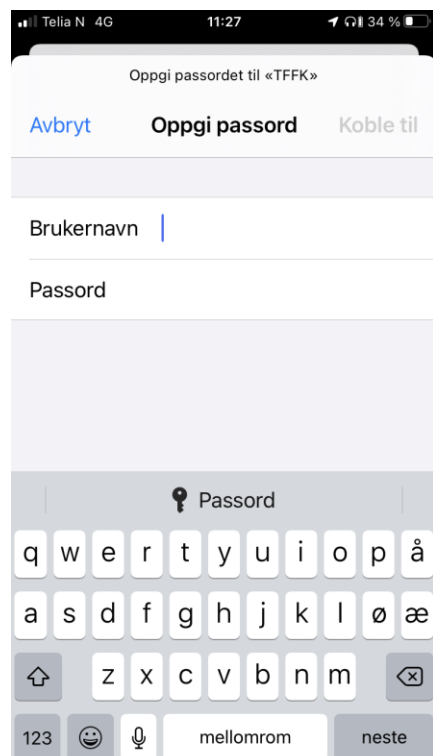 Telia N 4G 11:27 34 %
Oppgi passordet til «TFFK»
Avbryt Oppgi passord Koble til
Brukernavn
Passord
Passord
q w e r t y u i o p å
a s d f g h j k l ø æ
z x c v b n m
123 mellomrom neste